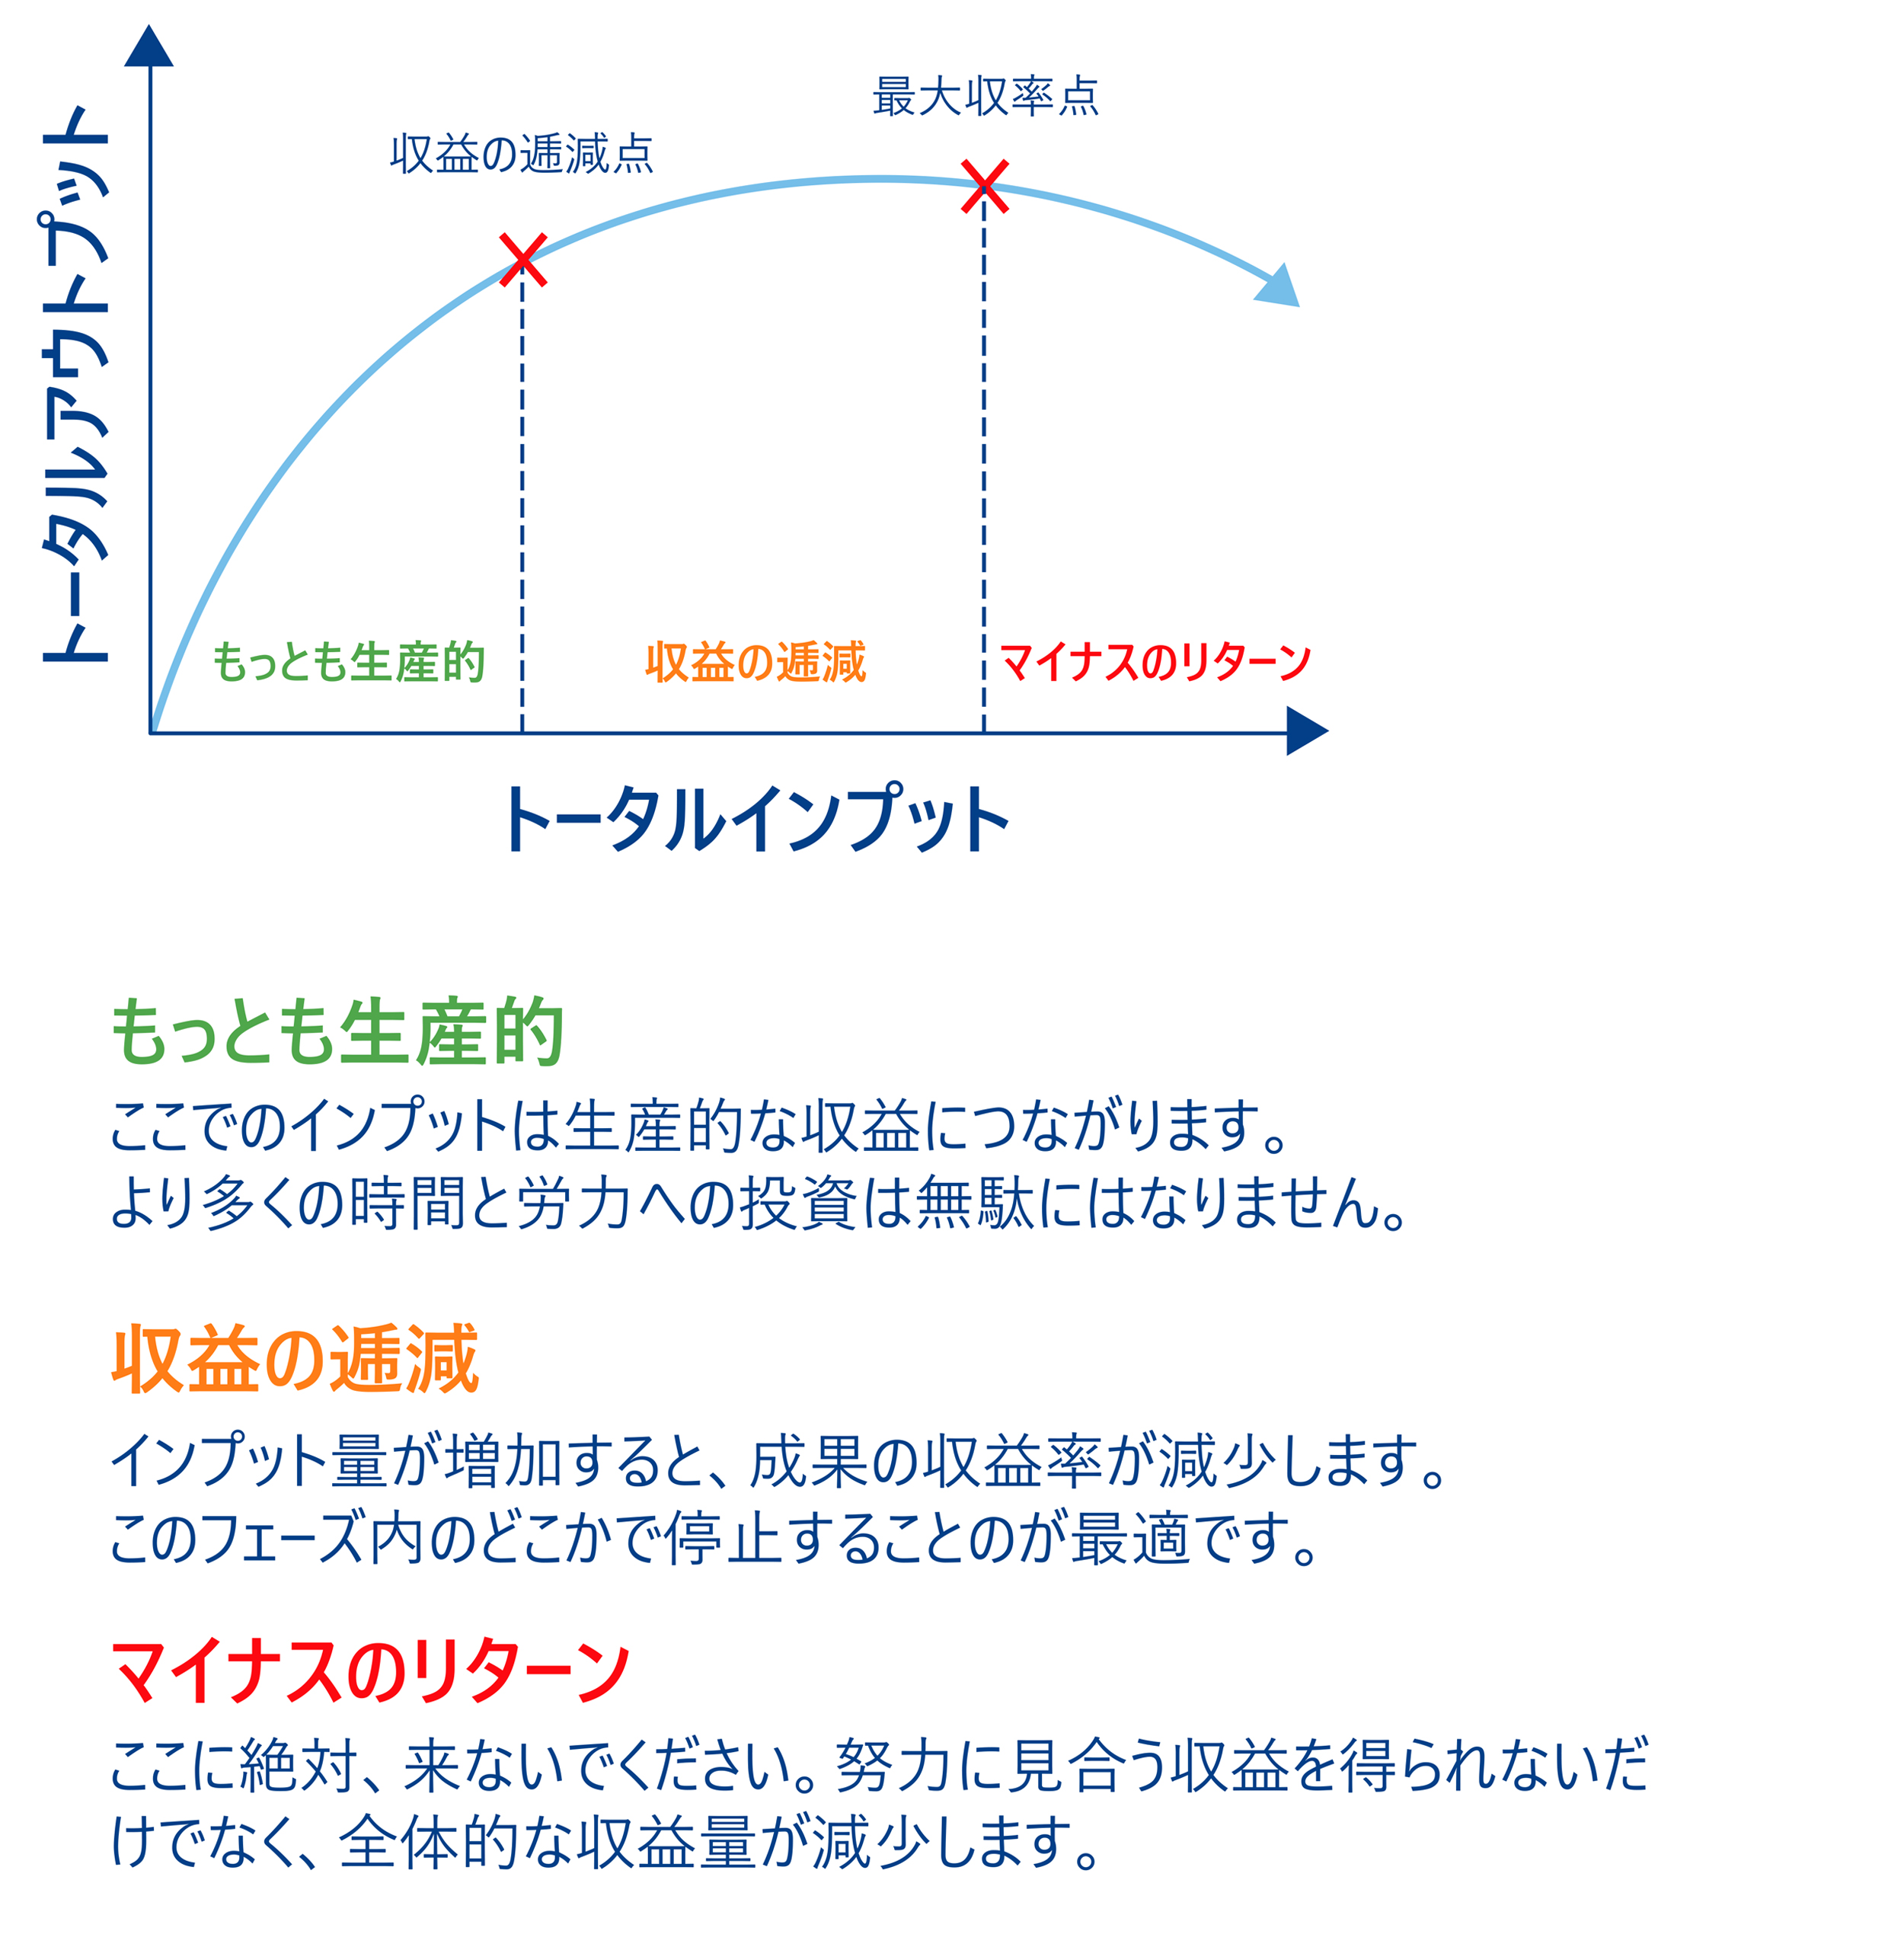 最大収率点
収益の逓減点
トータルアウトプット
もっとも生産的
収益の逓減
マイナスのリターン
トータルインプット
もっとも生産的
ここでのインプットは生産的な収益につながります。
より多くの時間と労力への投資は無駄にはなりません。
収益の逓減
インプット量が増加すると、成果の収益率が減少します。
このフェーズ内のどこかで停止することのが最適です。
マイナスのリターン
ここに絶対、来ないでください。努力に見合う収益を得られないだ
けでなく、全体的な収益量が減少します。